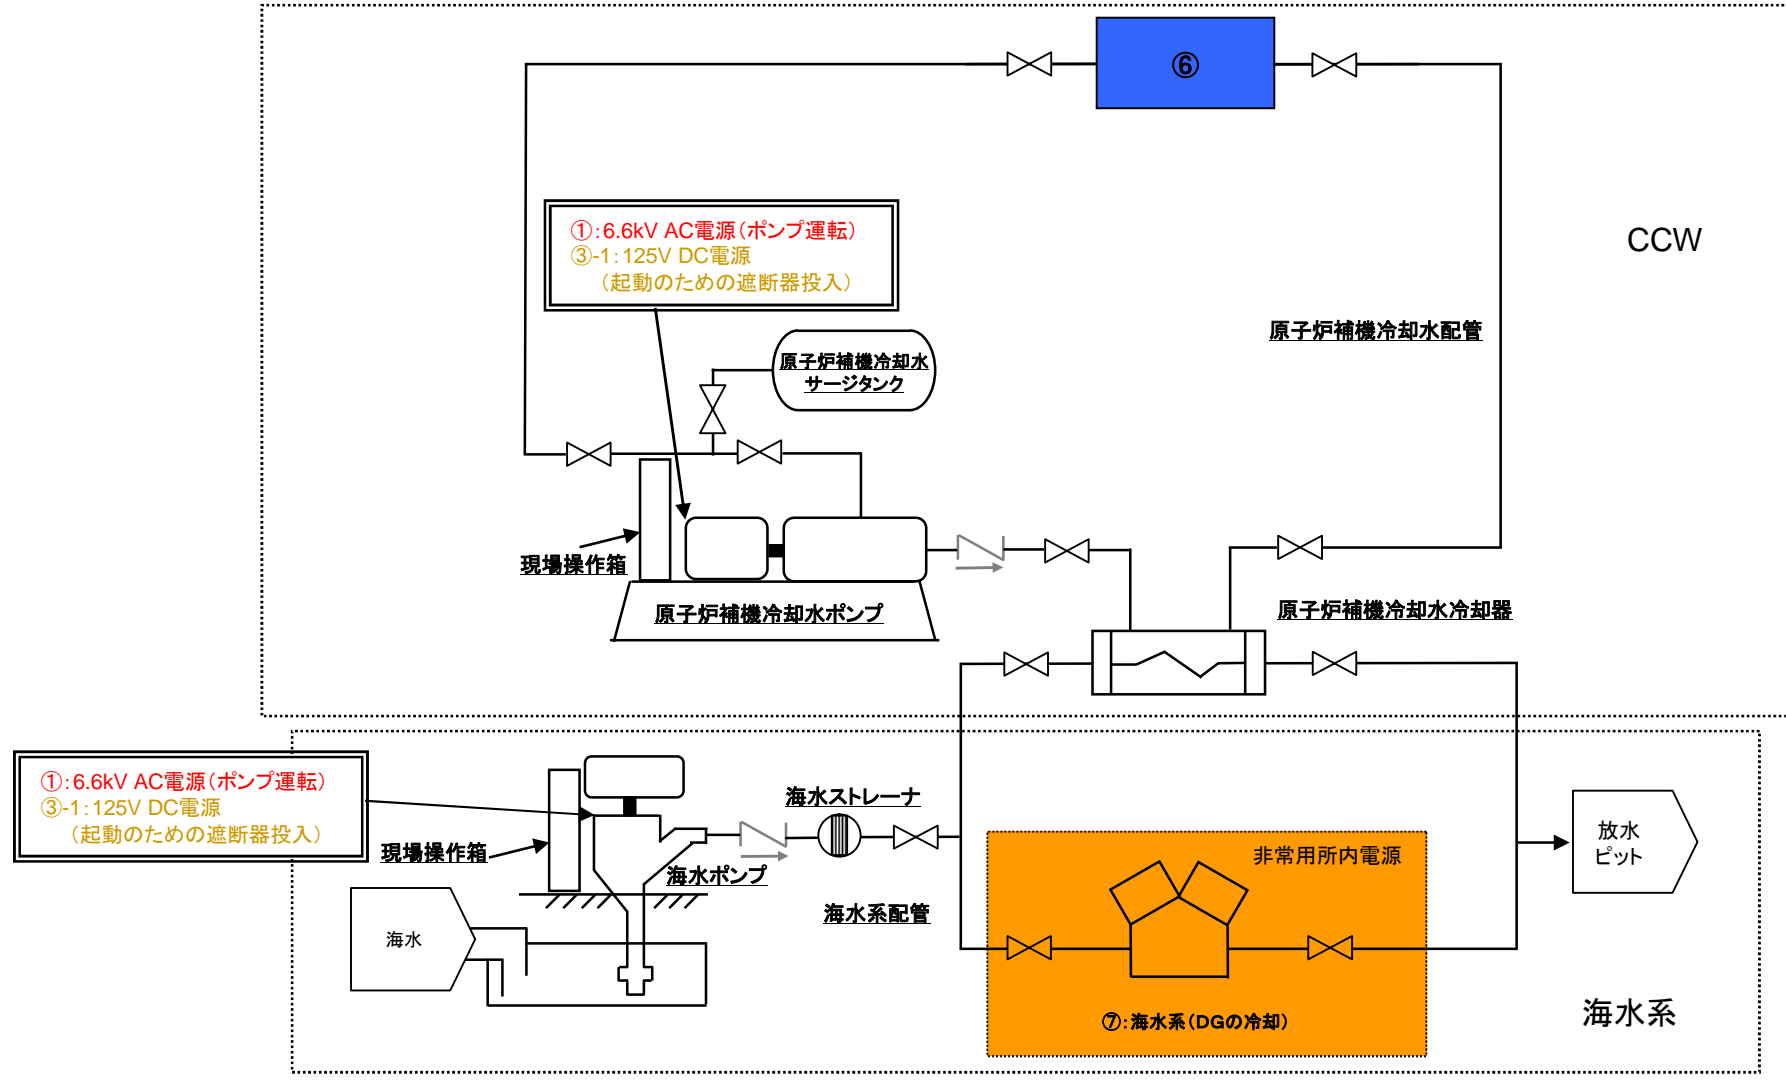 ⑥
①：6.6kV AC電源（ポンプ運転）
③-1：125V DC電源
（起動のための遮断器投入）
CCW
原子炉補機冷却水配管
原子炉補機冷却水
サージタンク
現場操作箱
原子炉補機冷却水ポンプ
原子炉補機冷却水冷却器
①：6.6kV AC電源（ポンプ運転）
③-1：125V DC電源
（起動のための遮断器投入）
海水ストレーナ
現場操作箱
海水ポンプ
海水系配管
非常用所内電源
放水
ピット
海水
⑦：海水系（DGの冷却）
海水系